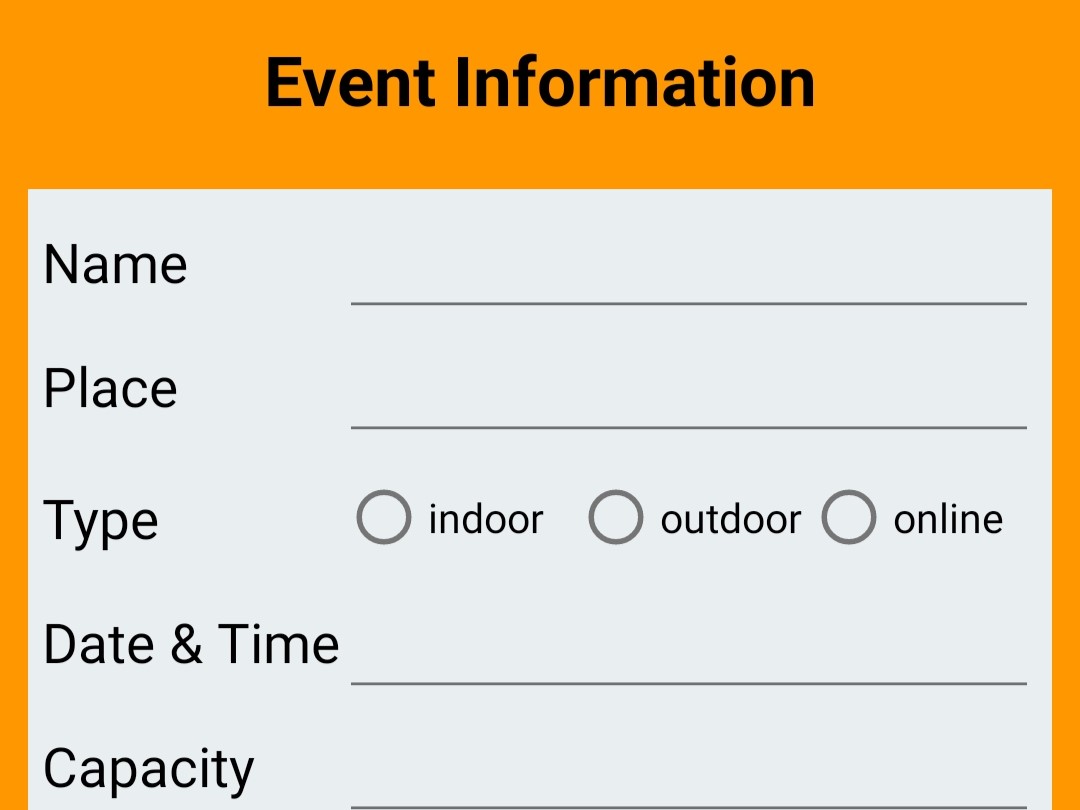 Event Information
Name
Place
Type indoor outdoor online
Date & Time
Capacity